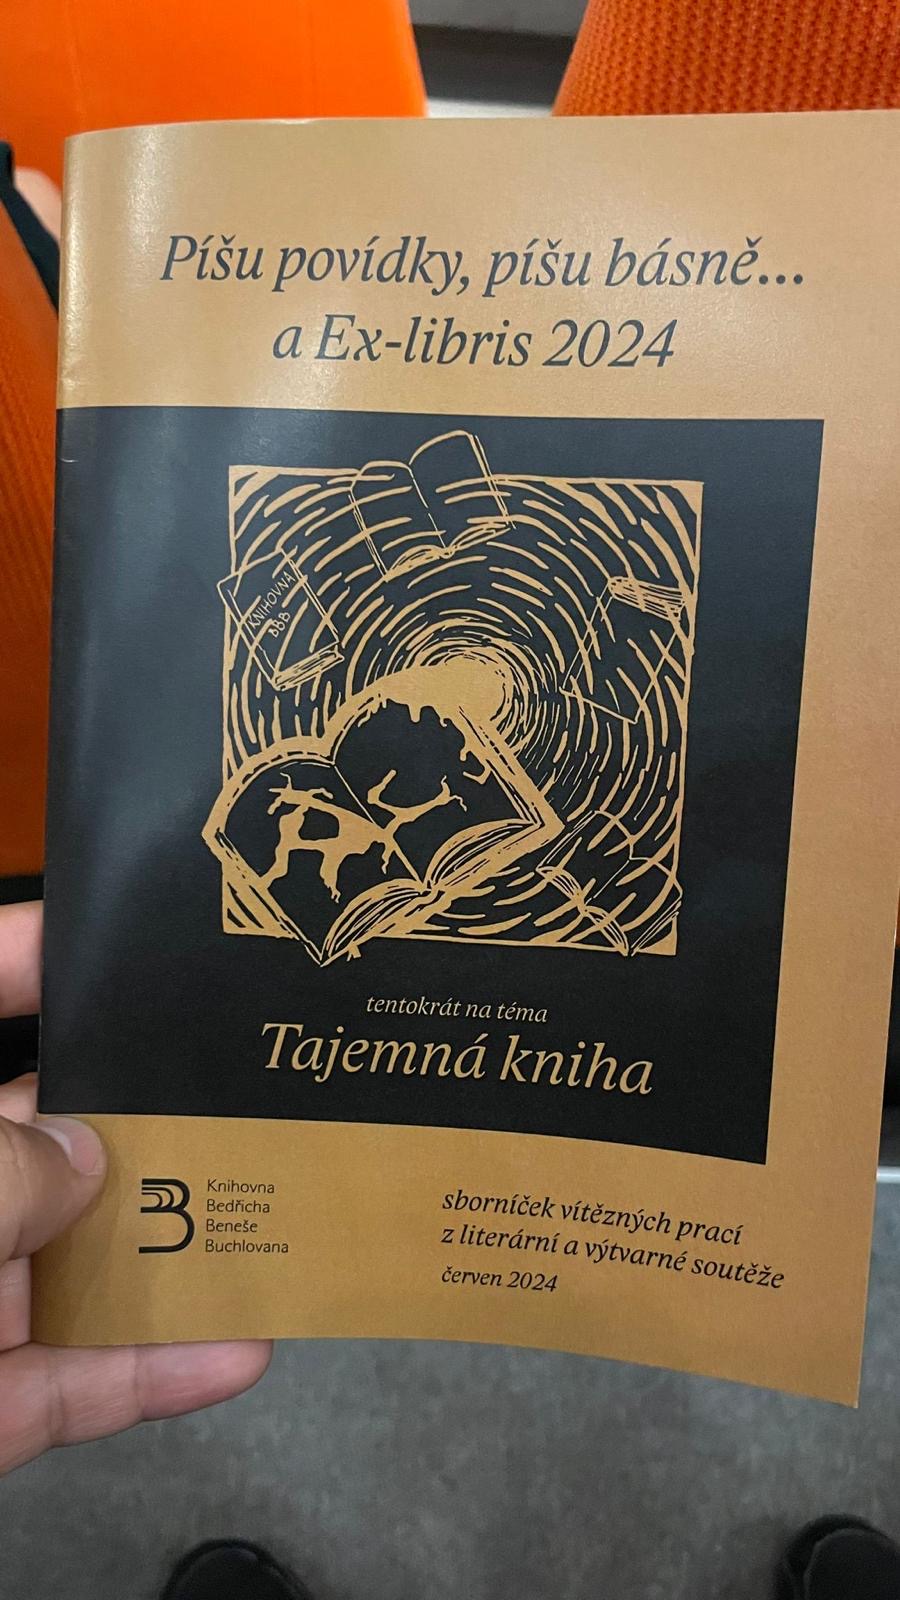 Píšu povídky, píšu básně...
a Ex-libris 2024
KNIHOVNA
BBB
tentokrát na téma
Tajemná kniha
Knihovna
Bedřicha
Beneše
Buchlovana
sborníček vítězných prací
z literární a výtvarné soutěže
červen 2024